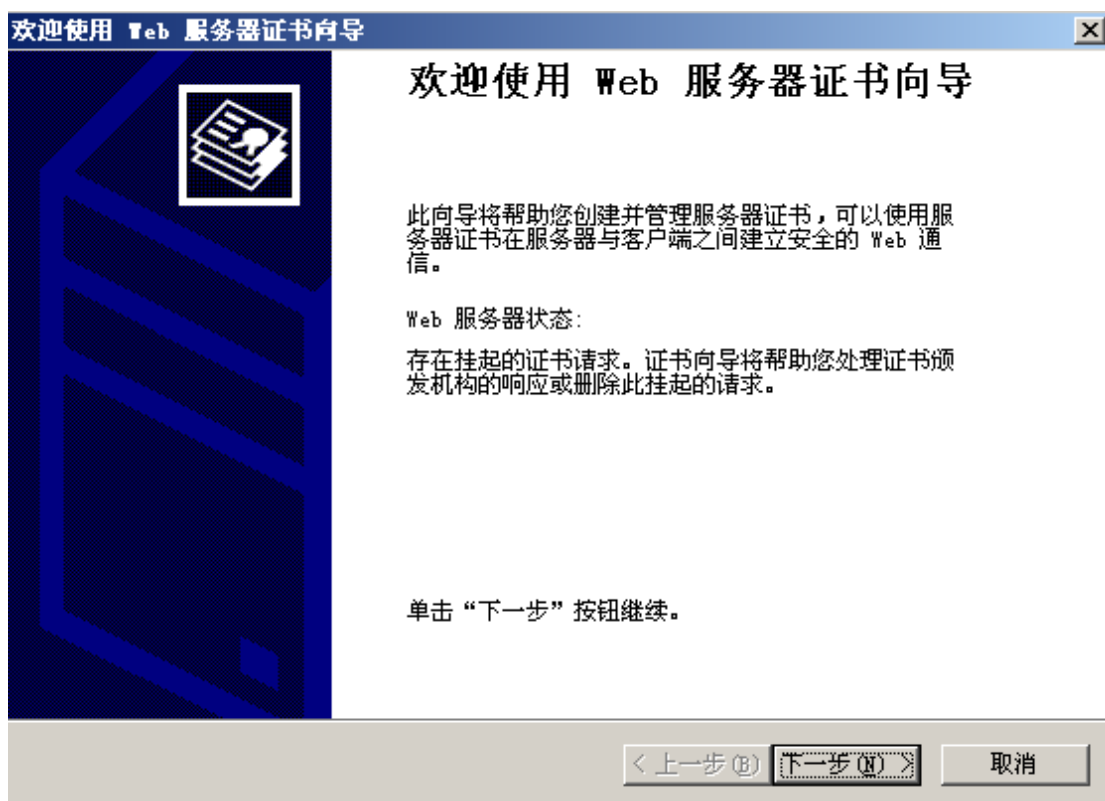 欢迎使用 Web 服务器证书向导
欢迎使用 Web 服务器证书向导
此向导将帮助您创建并管理服务器证书，可以使用服
务器证书在服务器与客户端之间建立安全的 Web 通
信。
Web 服务器状态:
存在挂起的证书请求。证书向导将帮助您处理证书颁
发机构的响应或删除此挂起的请求。
单击“下一步”按钮继续。
< 上一步(B) 下一步(N) > 取消